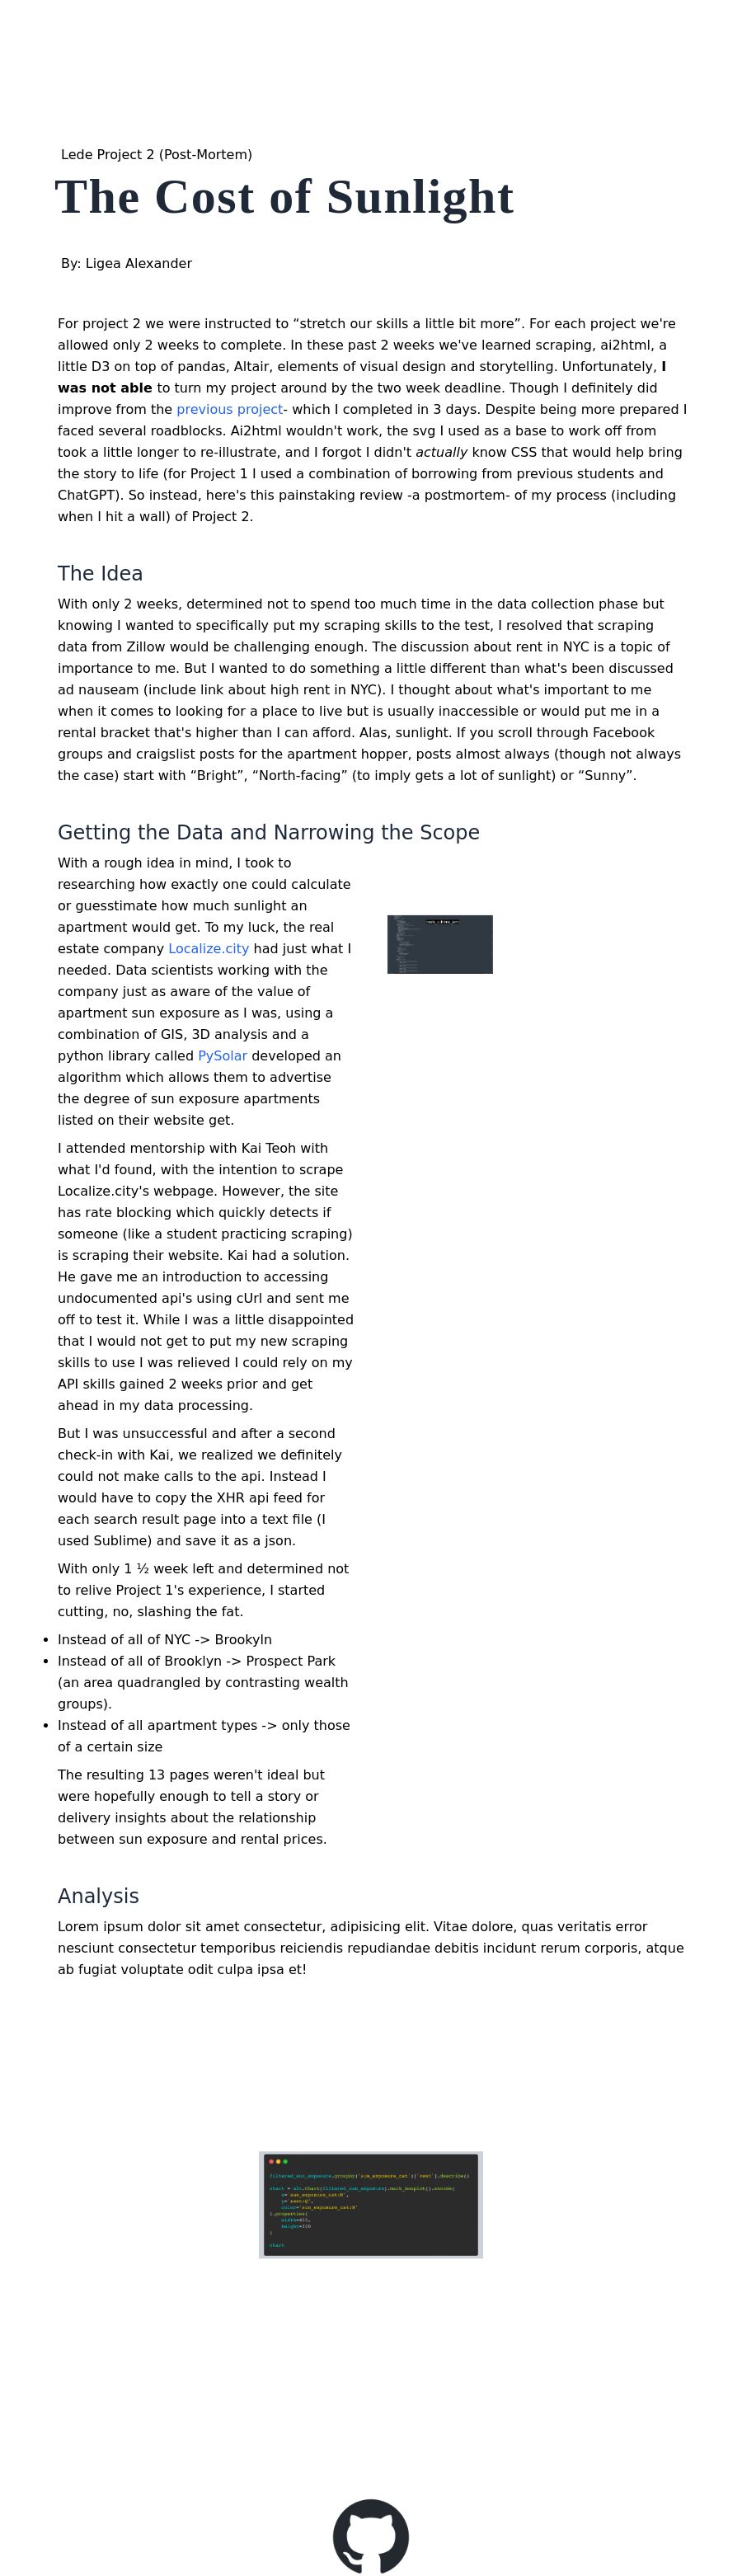 Lede Project 2 (Post-Mortem)
The Cost of Sunlight
By: Ligea Alexander
For project 2 we were instructed to “stretch our skills a little bit more”. For each project we're
allowed only 2 weeks to complete. In these past 2 weeks we've learned scraping, ai2html, a
little D3 on top of pandas, Altair, elements of visual design and storytelling. Unfortunately, I
was not able to turn my project around by the two week deadline. Though I definitely did
improve from the previous project- which I completed in 3 days. Despite being more prepared I
faced several roadblocks. Ai2html wouldn't work, the svg I used as a base to work off from
took a little longer to re-illustrate, and I forgot I didn't actually know CSS that would help bring
the story to life (for Project 1 I used a combination of borrowing from previous students and
ChatGPT). So instead, here's this painstaking review -a postmortem- of my process (including
when I hit a wall) of Project 2.
The Idea
With only 2 weeks, determined not to spend too much time in the data collection phase but
knowing I wanted to specifically put my scraping skills to the test, I resolved that scraping
data from Zillow would be challenging enough. The discussion about rent in NYC is a topic of
importance to me. But I wanted to do something a little different than what's been discussed
ad nauseam (include link about high rent in NYC). I thought about what's important to me
when it comes to looking for a place to live but is usually inaccessible or would put me in a
rental bracket that's higher than I can afford. Alas, sunlight. If you scroll through Facebook
groups and craigslist posts for the apartment hopper, posts almost always (though not always
the case) start with “Bright”, “North-facing” (to imply gets a lot of sunlight) or “Sunny”.
Getting the Data and Narrowing the Scope
With a rough idea in mind, I took to
researching how exactly one could calculate
or guesstimate how much sunlight an
apartment would get. To my luck, the real
estate company Localize.city had just what I
needed. Data scientists working with the
company just as aware of the value of
apartment sun exposure as I was, using a
combination of GIS, 3D analysis and a
python library called PySolar developed an
algorithm which allows them to advertise
the degree of sun exposure apartments
listed on their website get.
I attended mentorship with Kai Teoh with
what I'd found, with the intention to scrape
Localize.city's webpage. However, the site
has rate blocking which quickly detects if
someone (like a student practicing scraping)
is scraping their website. Kai had a solution.
He gave me an introduction to accessing
undocumented api's using cUrl and sent me
off to test it. While I was a little disappointed
that I would not get to put my new scraping
skills to use I was relieved I could rely on my
API skills gained 2 weeks prior and get
ahead in my data processing.
But I was unsuccessful and after a second
check-in with Kai, we realized we definitely
could not make calls to the api. Instead I
would have to copy the XHR api feed for
each search result page into a text file (I
used Sublime) and save it as a json.
With only 1 ½ week left and determined not
to relive Project 1's experience, I started
cutting, no, slashing the fat.
• Instead of all of NYC -> Brookyln
• Instead of all of Brooklyn -> Prospect Park
(an area quadrangled by contrasting wealth
groups).
• Instead of all apartment types -> only those
of a certain size
The resulting 13 pages weren't ideal but
were hopefully enough to tell a story or
delivery insights about the relationship
between sun exposure and rental prices.
Analysis
Lorem ipsum dolor sit amet consectetur, adipisicing elit. Vitae dolore, quas veritatis error
nesciunt consectetur temporibus reiciendis repudiandae debitis incidunt rerum corporis, atque
ab fugiat voluptate odit culpa ipsa et!
chart